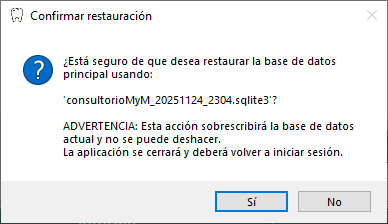 Confirmar restauración
¿Está seguro de que desea restaurar la base de datos
principal usando:
'consultorioMyM_20251124_2304.sqlite3'?
ADVERTENCIA: Esta acción sobrescribirá la base de datos
actual y no se puede deshacer.
La aplicación se cerrará y deberá volver a iniciar sesión.
Sí
No